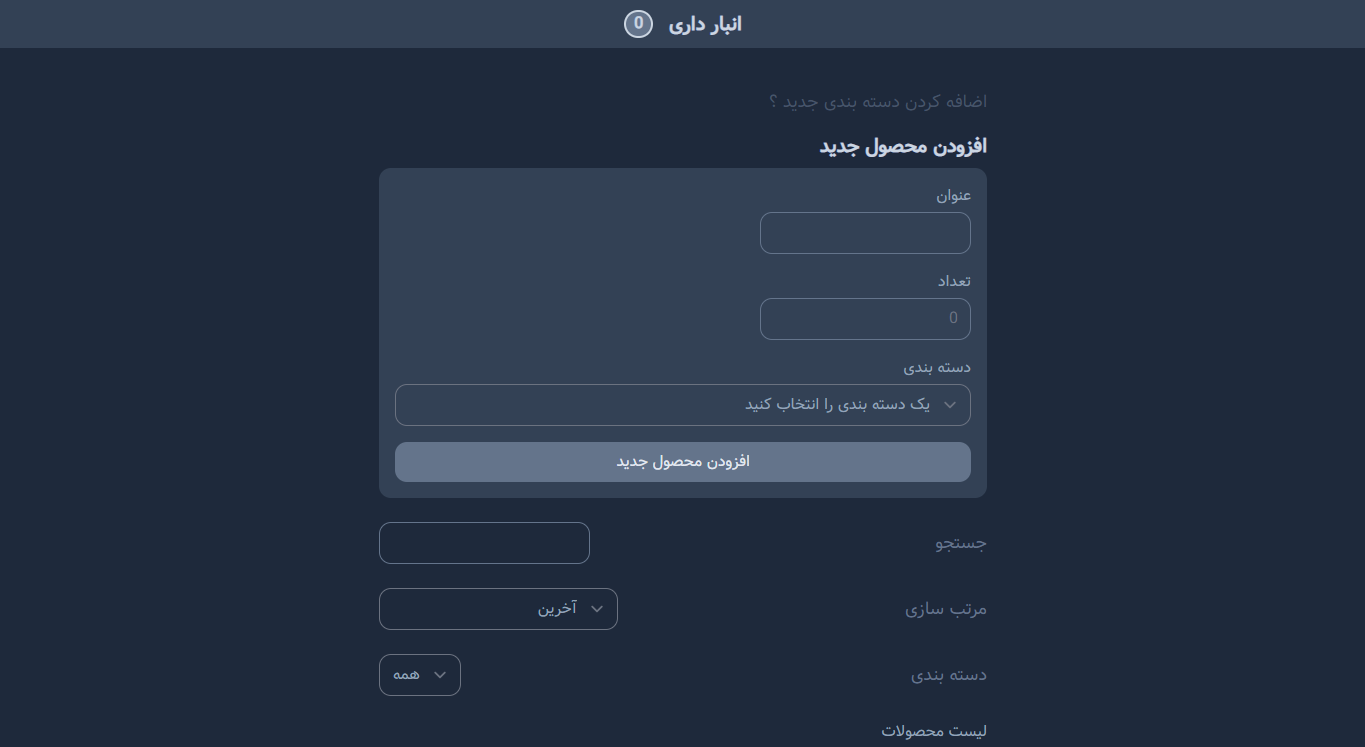 انبار داری 0
اضافه کردن دسته بندی جدید ؟
افزودن محصول جدید
عنوان
تعداد
0
دسته بندی
یک دسته بندی را انتخاب کنید
افزودن محصول جدید
جستجو
مرتب سازی آخرین
دسته بندی همه
لیست محصولات